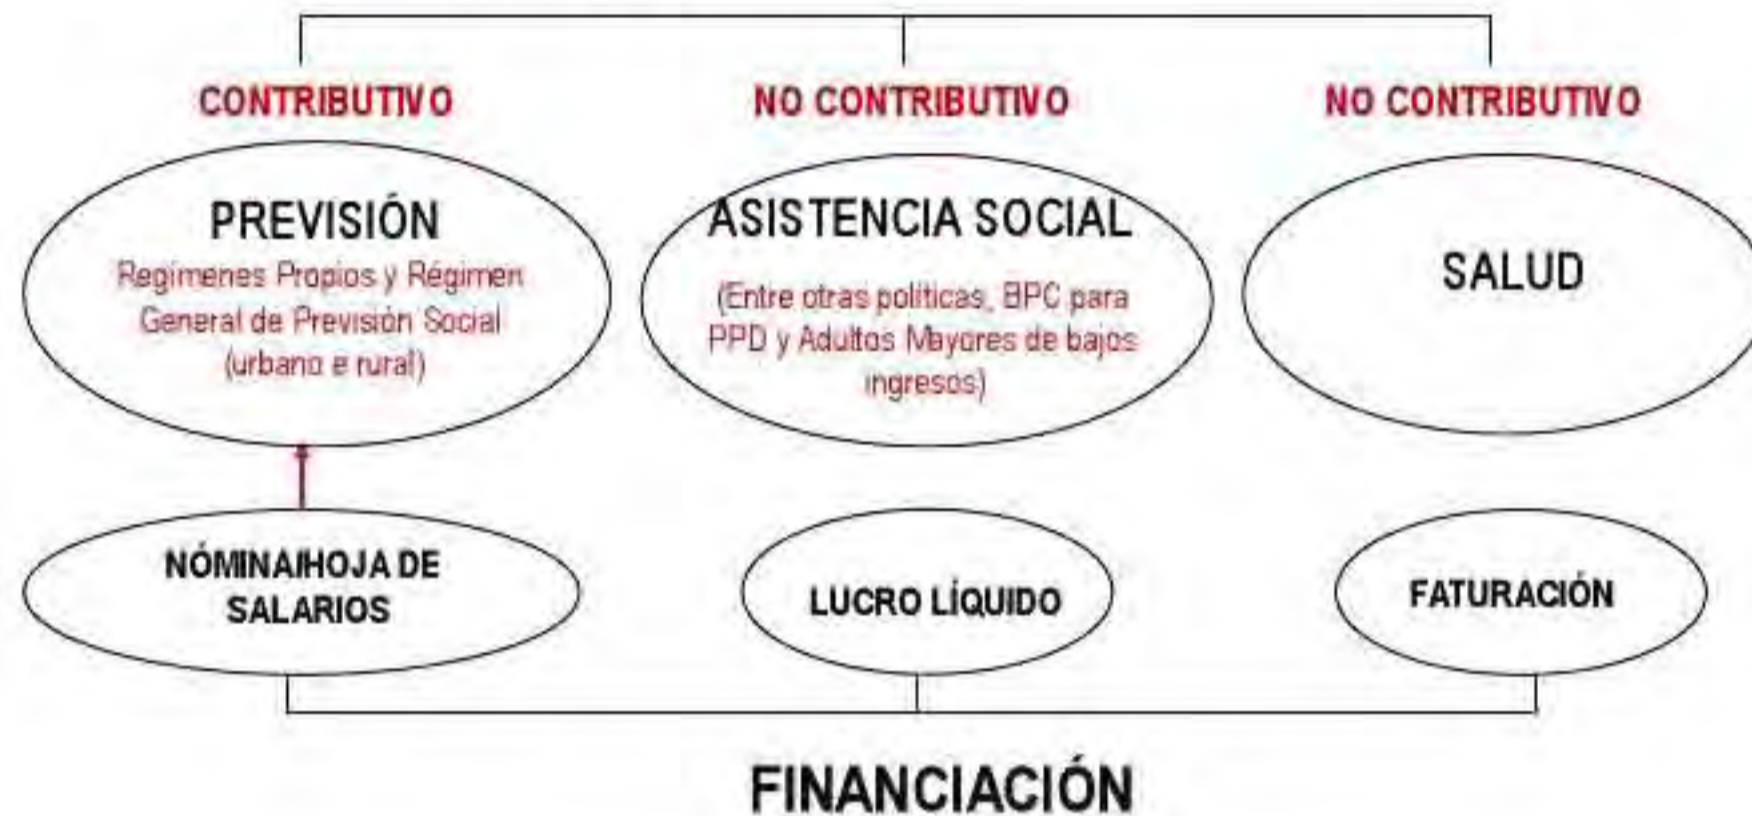 CONTRIBUTIVO
NO CONTRIBUTIVO
NO CONTRIBUTIVO
PREVISIÓN
Regímenes Propios y Régimen
General de Previsión Social
(urbano e rural)
ASISTENCIA SOCIAL
(Entre otras políticas, BPC para
PPD y Adultos Mayores de bajos
ingresos)
SALUD
NÓMINA/HOJA DE
SALARIOS
LUCRO LÍQUIDO
FATURACIÓN
FINANCIACIÓN